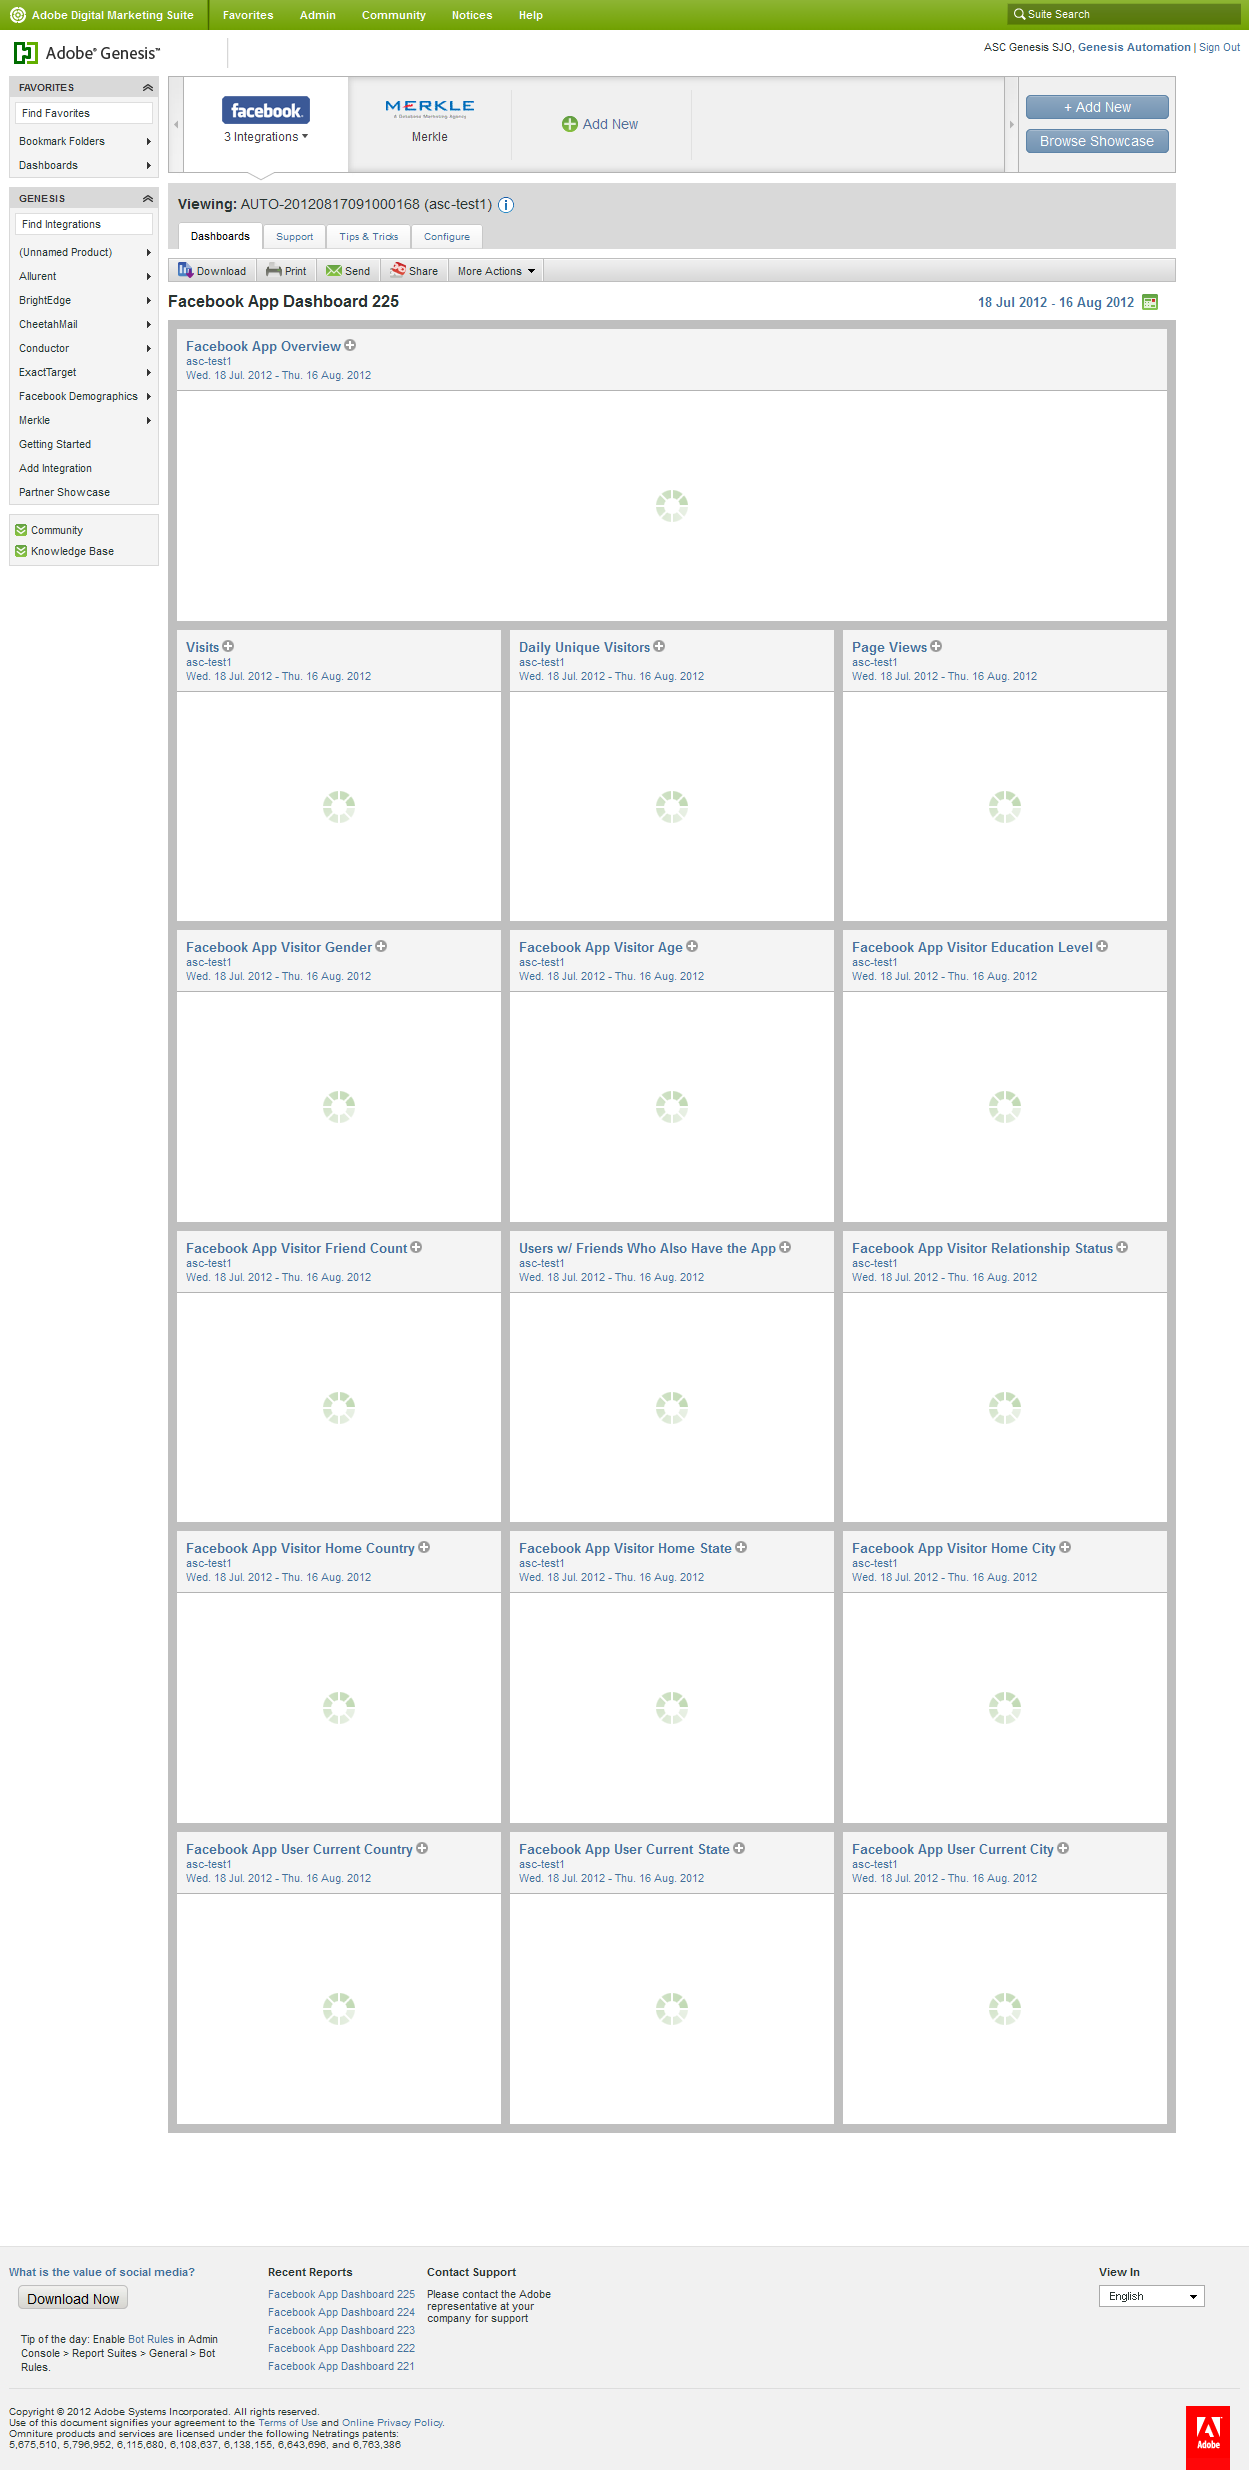 Adobe Digital Marketing Suite Favorites Admin Community Notices Help Suite Search
Adobe® Genesis™
ASC Genesis SJO, Genesis Automation | Sign Out
FAVORITES
Find Favorites
Bookmark Folders
Dashboards
GENESIS
Find Integrations
(Unnamed Product)
Allurent
BrightEdge
CheetahMail
Conductor
ExactTarget
Facebook Demographics
Merkle
Getting Started
Add Integration
Partner Showcase
Community
Knowledge Base
facebook.
3 Integrations
MERKLE
A Database Marketing Agency
Merkle
Add New
+ Add New
Browse Showcase
Viewing: AUTO-20120817091000168 (asc-test1)
Dashboards Support Tips & Tricks Configure
Download Print Send Share More Actions
Facebook App Dashboard 225
18 Jul 2012 - 16 Aug 2012
Facebook App Overview
asc-test1
Wed. 18 Jul. 2012 - Thu. 16 Aug. 2012
Visits
asc-test1
Wed. 18 Jul. 2012 - Thu. 16 Aug. 2012
Daily Unique Visitors
asc-test1
Wed. 18 Jul. 2012 - Thu. 16 Aug. 2012
Page Views
asc-test1
Wed. 18 Jul. 2012 - Thu. 16 Aug. 2012
Facebook App Visitor Gender
asc-test1
Wed. 18 Jul. 2012 - Thu. 16 Aug. 2012
Facebook App Visitor Age
asc-test1
Wed. 18 Jul. 2012 - Thu. 16 Aug. 2012
Facebook App Visitor Education Level
asc-test1
Wed. 18 Jul. 2012 - Thu. 16 Aug. 2012
Facebook App Visitor Friend Count
asc-test1
Wed. 18 Jul. 2012 - Thu. 16 Aug. 2012
Users w/ Friends Who Also Have the App
asc-test1
Wed. 18 Jul. 2012 - Thu. 16 Aug. 2012
Facebook App Visitor Relationship Status
asc-test1
Wed. 18 Jul. 2012 - Thu. 16 Aug. 2012
Facebook App Visitor Home Country
asc-test1
Wed. 18 Jul. 2012 - Thu. 16 Aug. 2012
Facebook App Visitor Home State
asc-test1
Wed. 18 Jul. 2012 - Thu. 16 Aug. 2012
Facebook App Visitor Home City
asc-test1
Wed. 18 Jul. 2012 - Thu. 16 Aug. 2012
Facebook App User Current Country
asc-test1
Wed. 18 Jul. 2012 - Thu. 16 Aug. 2012
Facebook App User Current State
asc-test1
Wed. 18 Jul. 2012 - Thu. 16 Aug. 2012
Facebook App User Current City
asc-test1
Wed. 18 Jul. 2012 - Thu. 16 Aug. 2012
What is the value of social media?
Download Now
Tip of the day: Enable Bot Rules in Admin
Console > Report Suites > General > Bot
Rules.
Recent Reports
Facebook App Dashboard 225
Facebook App Dashboard 224
Facebook App Dashboard 223
Facebook App Dashboard 222
Facebook App Dashboard 221
Contact Support
Please contact the Adobe
representative at your
company for support
View In
English
Copyright © 2012 Adobe Systems Incorporated. All rights reserved.
Use of this document signifies your agreement to the Terms of Use and Online Privacy Policy.
Omniture products and services are licensed under the following Netratings patents:
5,675,510, 5,796,952, 6,115,680, 6,108,637, 6,138,155, 6,643,696, and 6,763,386
Adobe